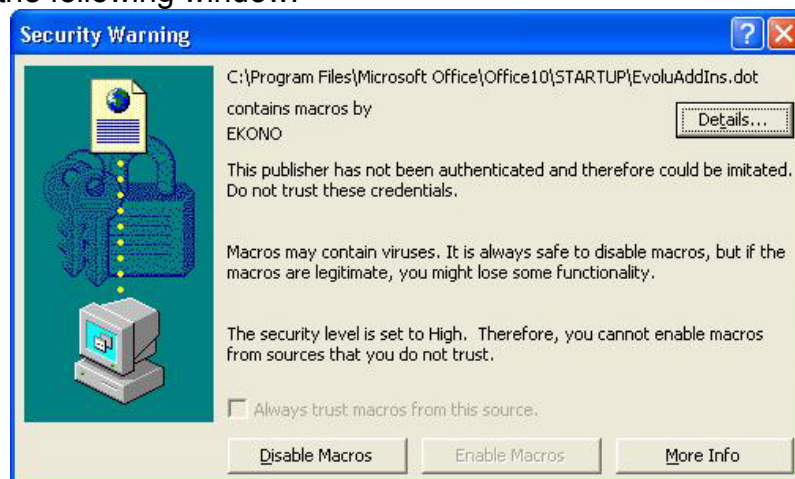 the following window:
Security Warning
C:\Program Files\Microsoft Office\Office10\STARTUP\EvoluAddIns.dot
contains macros by
EKONO
Details...
This publisher has not been authenticated and therefore could be imitated.
Do not trust these credentials.
Macros may contain viruses. It is always safe to disable macros, but if the
macros are legitimate, you might lose some functionality.
The security level is set to High. Therefore, you cannot enable macros
from sources that you do not trust.
Always trust macros from this source.
Disable Macros
Enable Macros
More Info